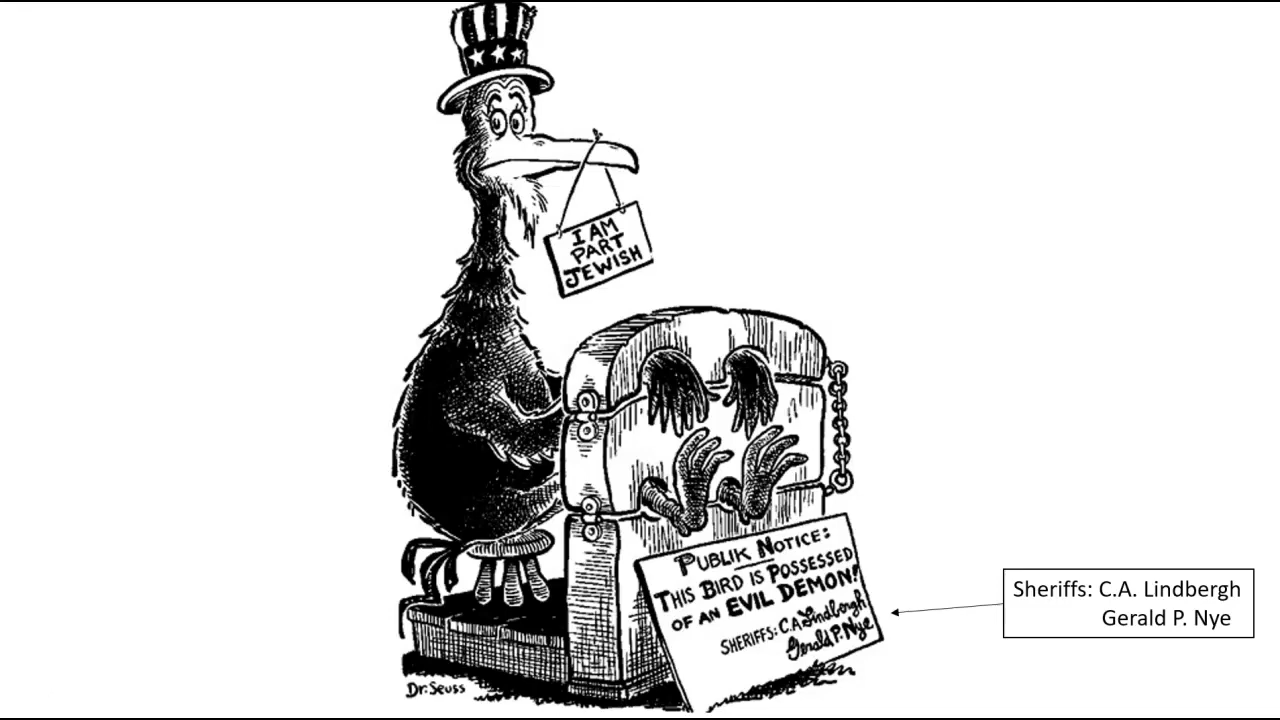 I AM
PART
JEWISH
PUBLIK NOTICE:
THIS BIRD IS POSSESSED
OF AN EVIL DEMON!
SHERIFFS: C.A. Lindbergh
Gerald P. Nye
Sheriffs: C.A. Lindbergh
Gerald P. Nye
Dr. Seuss